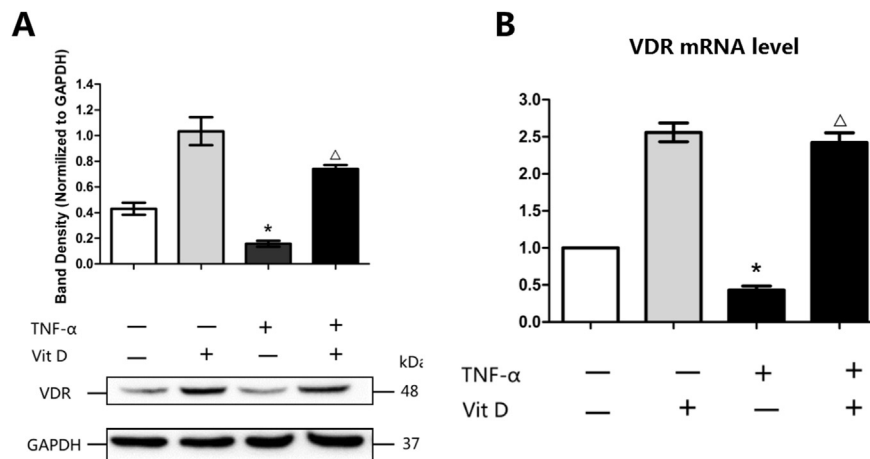 A
Band Density (Normilized to GAPDH)
1.4
1.2
1.0
0.8
0.6
0.4
0.2
0.0
*
△
TNF-α — — + +
Vit D — + — +
kDa
VDR 48
GAPDH 37
B
VDR mRNA level
3.0
2.5
2.0
1.5
1.0
0.5
0.0
*
△
TNF-α — — + +
Vit D — + — +